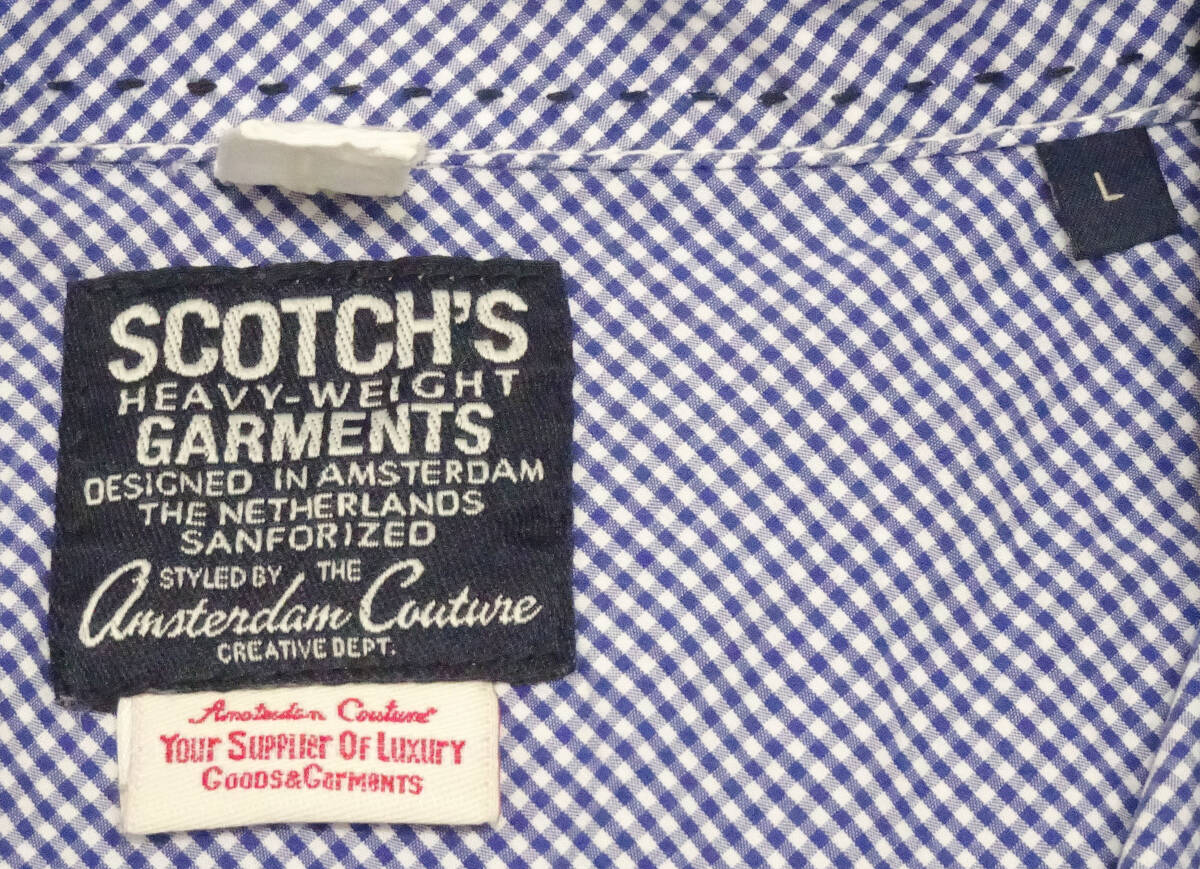 L
SCOTCH'S
HEAVY-WEIGHT
GARMENTS
DESIGNED IN AMSTERDAM
THE NETHERLANDS
SANFORIZED
STYLED BY THE
Amsterdam Couture
CREATIVE DEPT.
Amsterdam Couture
Your Supplier Of Luxury
Goods&Garments